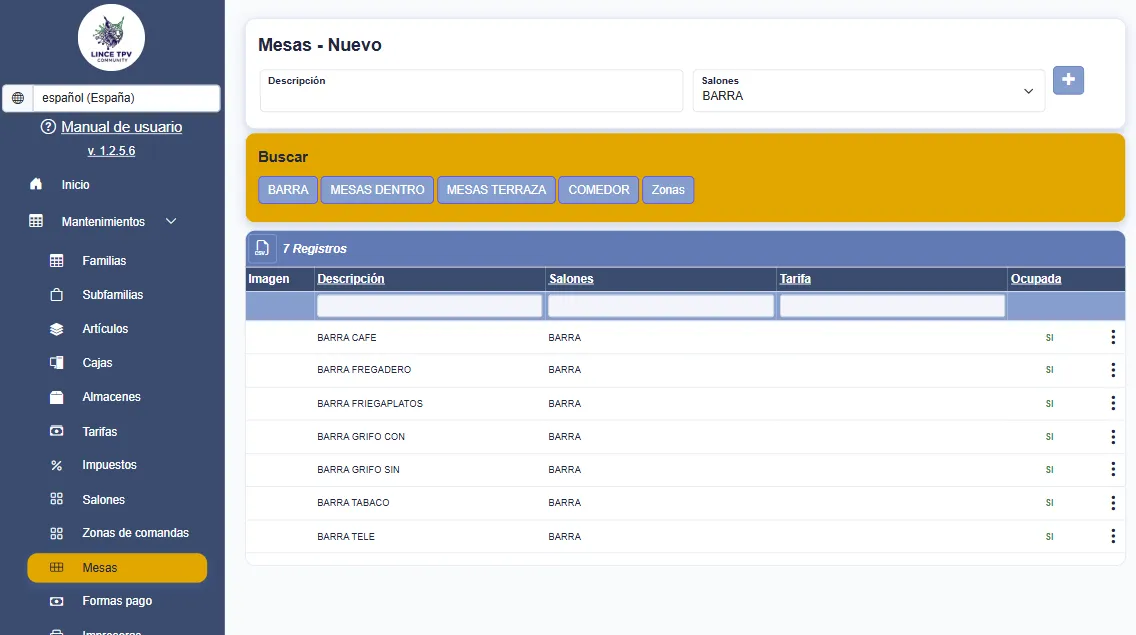 LINCE TPV
COMMUNITY
español (España)
Manual de usuario
v. 1.2.5.6
Inicio
Mantenimientos
Familias
Subfamilias
Artículos
Cajas
Almacenes
Tarifas
Impuestos
Salones
Zonas de comandas
Mesas
Formas pago
Impresoras
Mesas - Nuevo
Descripción
Salones
BARRA
Buscar
BARRA MESAS DENTRO MESAS TERRAZA COMEDOR Zonas
CSV 7 Registros
Imagen Descripción Salones Tarifa Ocupada
BARRA CAFE BARRA SI
BARRA FREGADERO BARRA SI
BARRA FRIEGAPLATOS BARRA SI
BARRA GRIFO CON BARRA SI
BARRA GRIFO SIN BARRA SI
BARRA TABACO BARRA SI
BARRA TELE BARRA SI